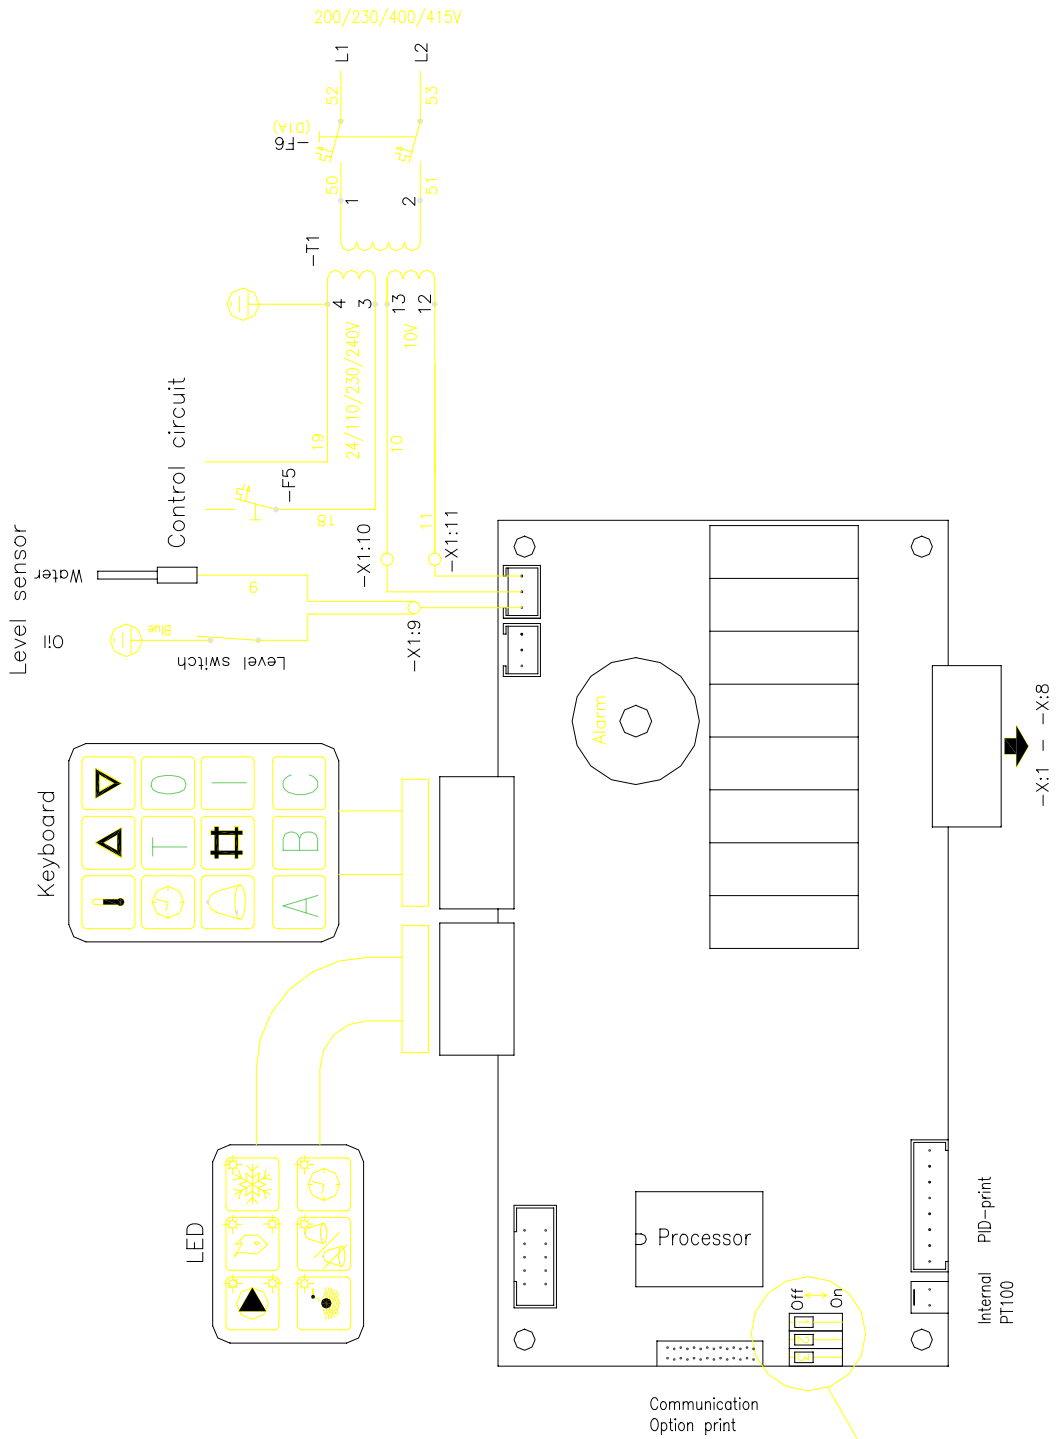 200/230/400/415V
L1
L2
52
53
(D1A)
-F6
50
51
1
2
-T1
4
3
13
12
10V
24/110/230/240V
Control circuit
19
10
-F5
18
11
-X1:10
-X1:11
Level sensor
Water
9
Oil
Blue
Level switch
-X1:9
Alarm
-X:1 - -X:8
Keyboard
T
O
I
A
B
C
LED
Processor
PID-print
Internal
PT100
Off
On
1
2
3
Communication
Option print